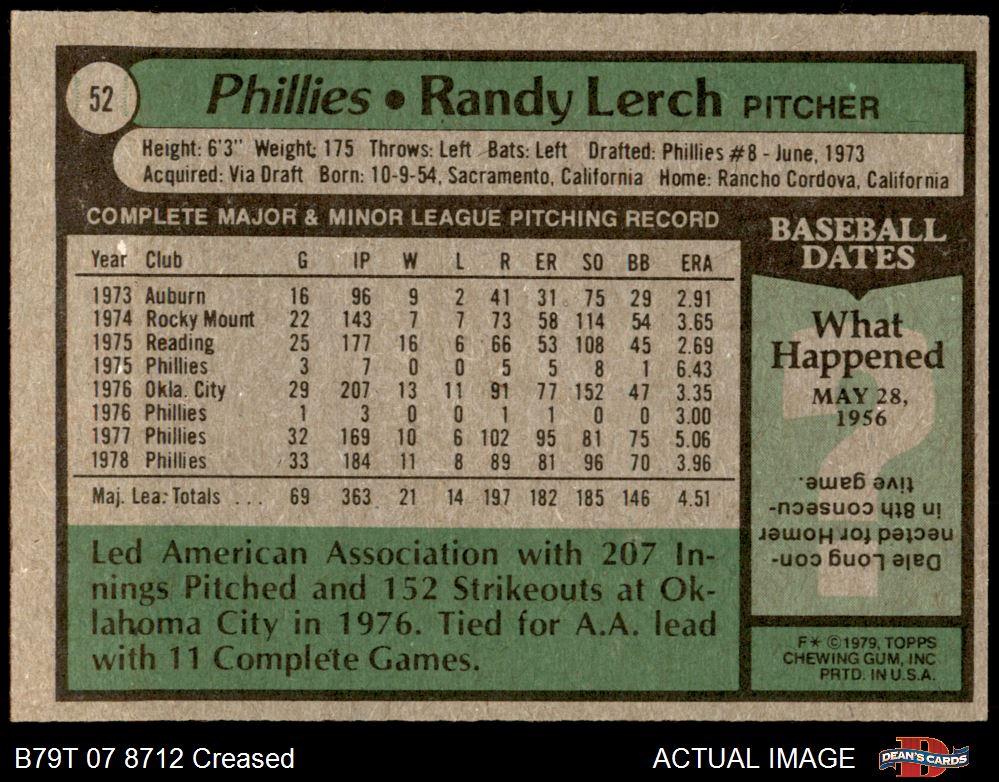 52
Phillies • Randy Lerch PITCHER
Height: 6'3" Weight: 175 Throws: Left Bats: Left Drafted: Phillies #8 - June, 1973
Acquired: Via Draft Born: 10-9-54, Sacramento, California Home: Rancho Cordova, California
COMPLETE MAJOR & MINOR LEAGUE PITCHING RECORD
Year Club G IP W L R ER SO BB ERA
1973 Auburn 16 96 9 2 41 31 75 29 2.91
1974 Rocky Mount 22 143 7 7 73 58 114 54 3.65
1975 Reading 25 177 16 6 66 53 108 45 2.69
1975 Phillies 3 7 0 0 5 5 8 1 6.43
1976 Okla. City 29 207 13 11 91 77 152 47 3.35
1976 Phillies 1 3 0 0 1 1 0 0 3.00
1977 Phillies 32 169 10 6 102 95 81 75 5.06
1978 Phillies 33 184 11 8 89 81 96 70 3.96
Maj. Lea. Totals ... 69 363 21 14 197 182 185 146 4.51
Led American Association with 207 In-
nings Pitched and 152 Strikeouts at Ok-
lahoma City in 1976. Tied for A.A. lead
with 11 Complete Games.
BASEBALL
DATES
What
Happened
MAY 28,
1956
Dale Long con-
nected for Homer
in 8th consecu-
tive game.
F* ©1979, TOPPS
CHEWING GUM, INC
PRTD. IN U.S.A.
B79T 07 8712 Creased
ACTUAL IMAGE
DEAN'S CARDS